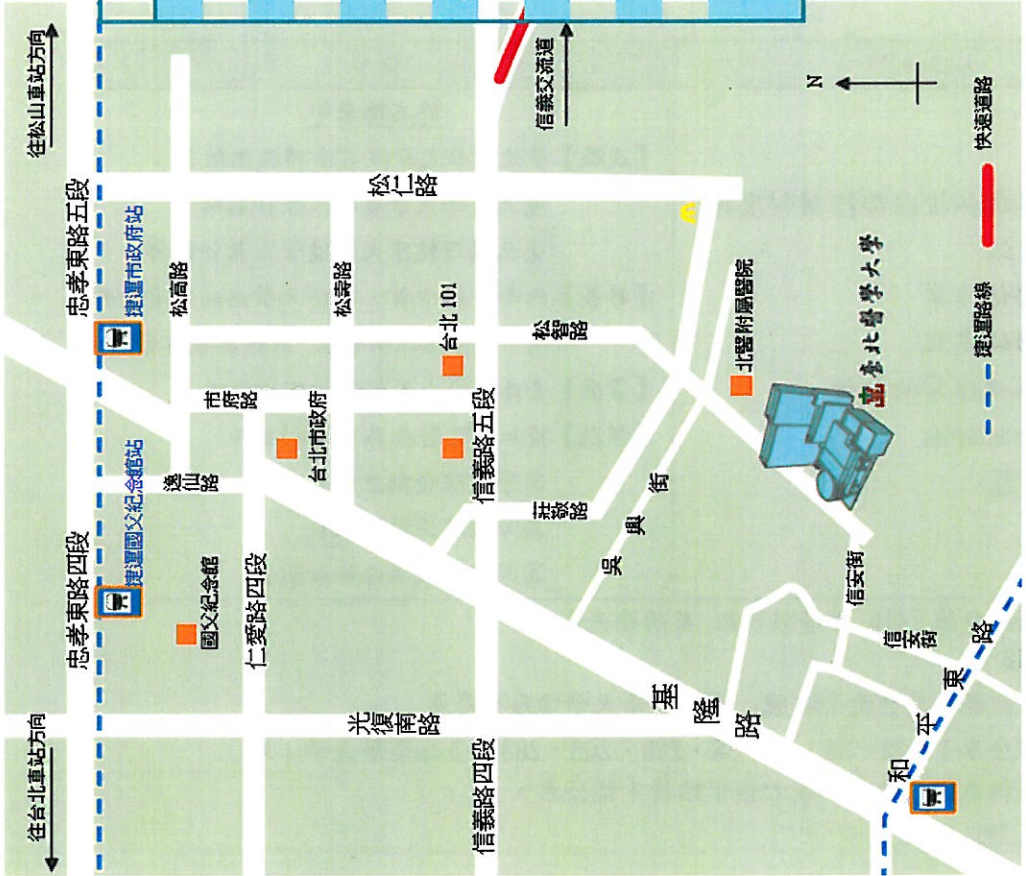 往台北車站方向
往松山車站方向
忠孝東路四段
忠孝東路五段
捷運國父紀念館站
捷運市政府站
國父紀念館
逸仙路
市府路
松高路
仁愛路四段
台北市政府
松壽路
松仁路
光復南路
台北101
信義路四段
信義路五段
莊敬路
松智路
信義交流道
基隆路
吳興街
北醫附屬醫院
臺北醫學大學
信安街
信安街
和平東路
N
捷運路線
快速道路